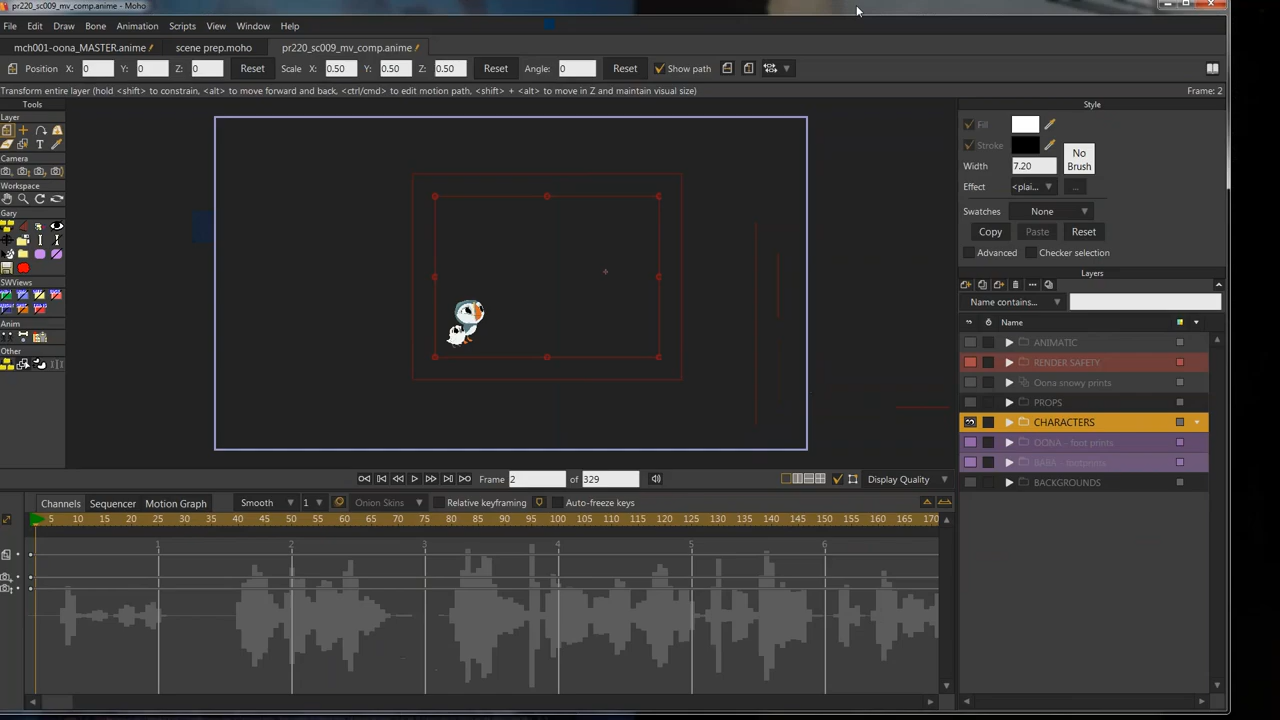 pr220_sc009_mv_comp.anime * - Moho
File Edit Draw Bone Animation Scripts View Window Help
mch001-oona_MASTER.anime scene prep.moho pr220_sc009_mv_comp.anime
Position X: 0 Y: 0 Z: 0 Reset Scale X: 0.50 Y: 0.50 Z: 0.50 Reset Angle: 0 Reset Show path
Transform entire layer (hold <shift> to constrain, <alt> to move forward and back, <ctrl/cmd> to edit motion path, <shift> + <alt> to move in Z and maintain visual size) Frame: 2
Tools
Layer
Camera
Workspace
Gary
SWViews
Anim
Other
Style
Fill
Stroke
Width 7.20
No Brush
Effect <plai...
...
Swatches None
Copy Paste Reset
Advanced Checker selection
Layers
Name contains...
Name
ANIMATIC
RENDER SAFETY
Oona snowy prints
PROPS
CHARACTERS
OONA - foot prints
BABA - footprints
BACKGROUNDS
Frame 2 of 329 Display Quality
Channels Sequencer Motion Graph Smooth 1 Onion Skins Relative keyframing Auto-freeze keys
5 10 15 20 25 30 35 40 45 50 55 60 65 70 75 80 85 90 95 100 105 110 115 120 125 130 135 140 145 150 155 160 165 170
1 2 3 4 5 6